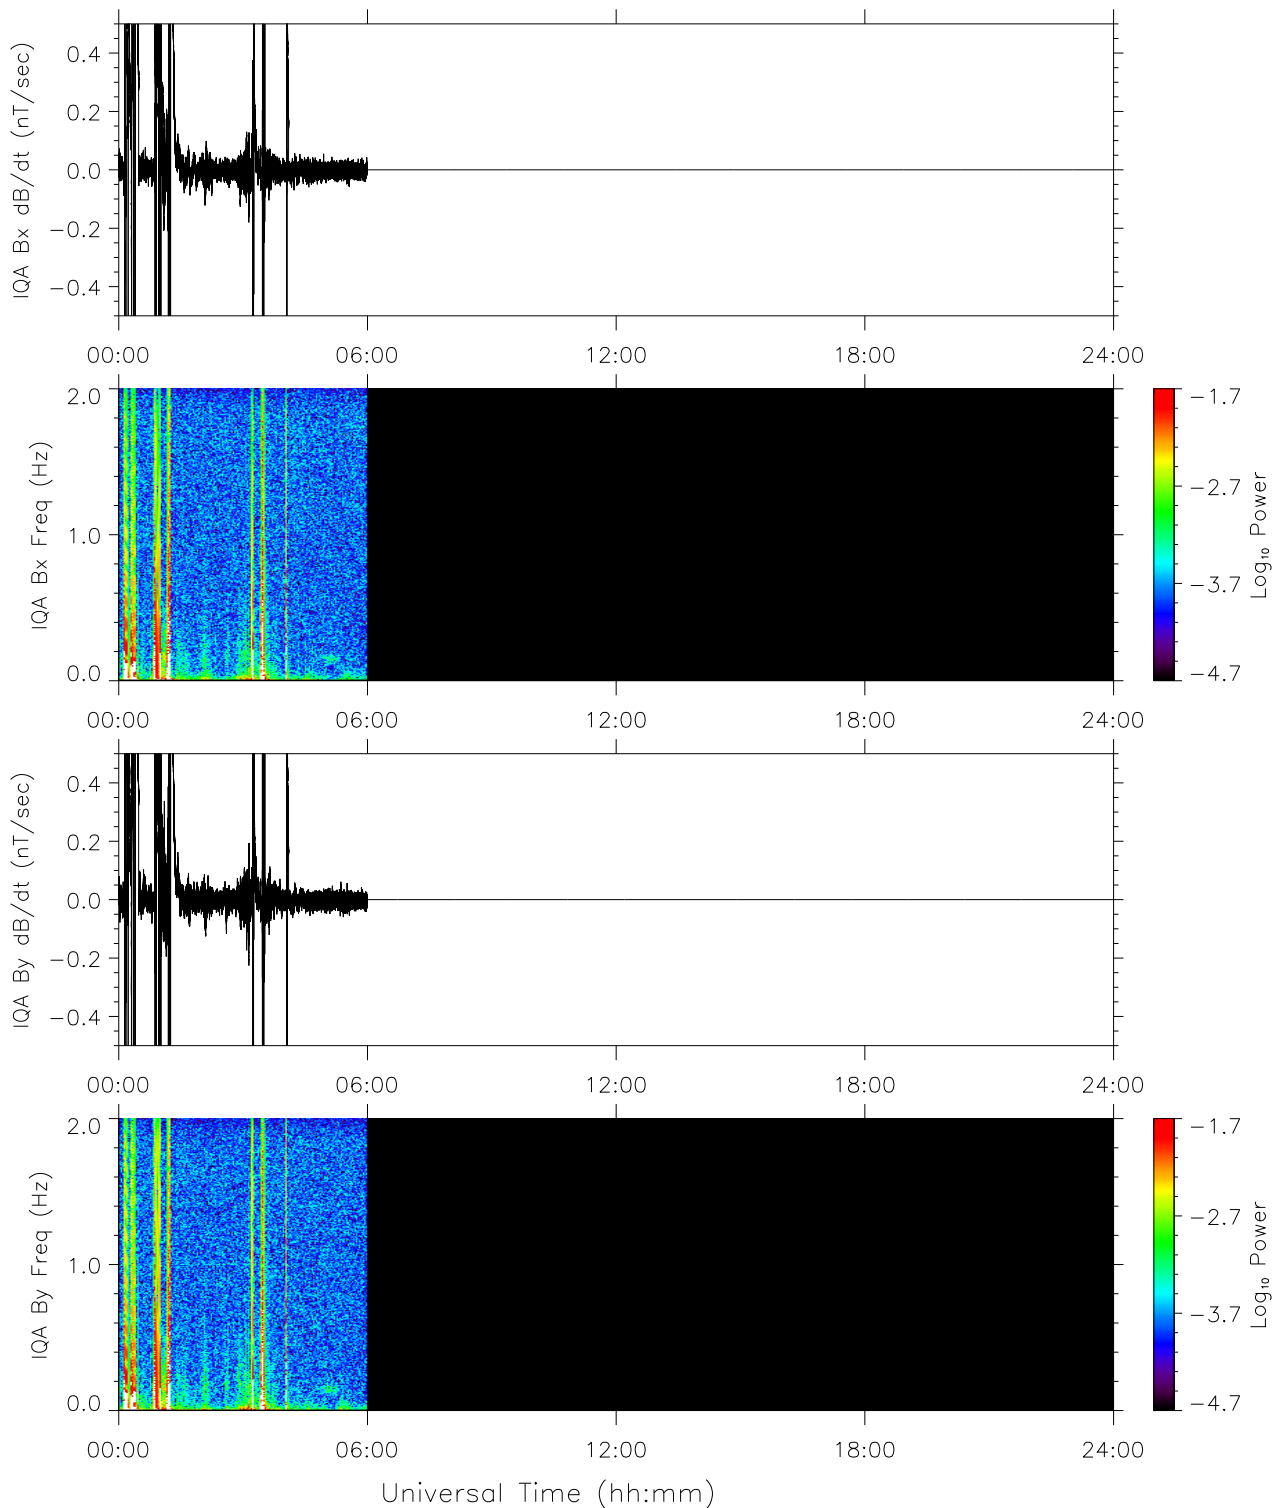 IQA Bx dB/dt (nT/sec)
0.4
0.2
0.0
−0.2
−0.4
00:00 06:00 12:00 18:00 24:00
IQA Bx Freq (Hz)
2.0
1.0
0.0
−1.7
−2.7
−3.7
−4.7
Log₁₀ Power
00:00 06:00 12:00 18:00 24:00
IQA By dB/dt (nT/sec)
0.4
0.2
0.0
−0.2
−0.4
00:00 06:00 12:00 18:00 24:00
IQA By Freq (Hz)
2.0
1.0
0.0
−1.7
−2.7
−3.7
−4.7
Log₁₀ Power
00:00 06:00 12:00 18:00 24:00
Universal Time (hh:mm)